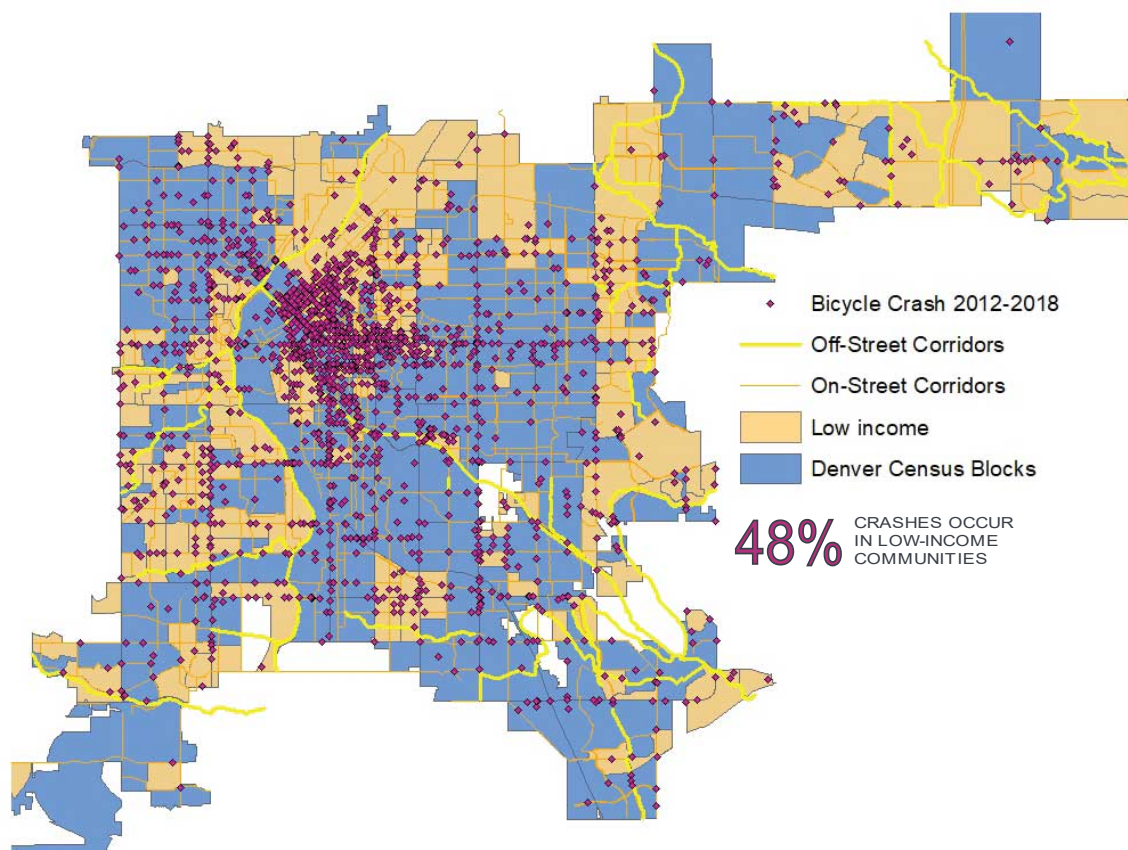 Bicycle Crash 2012-2018
Off-Street Corridors
On-Street Corridors
Low income
Denver Census Blocks
48% CRASHES OCCUR
IN LOW-INCOME
COMMUNITIES